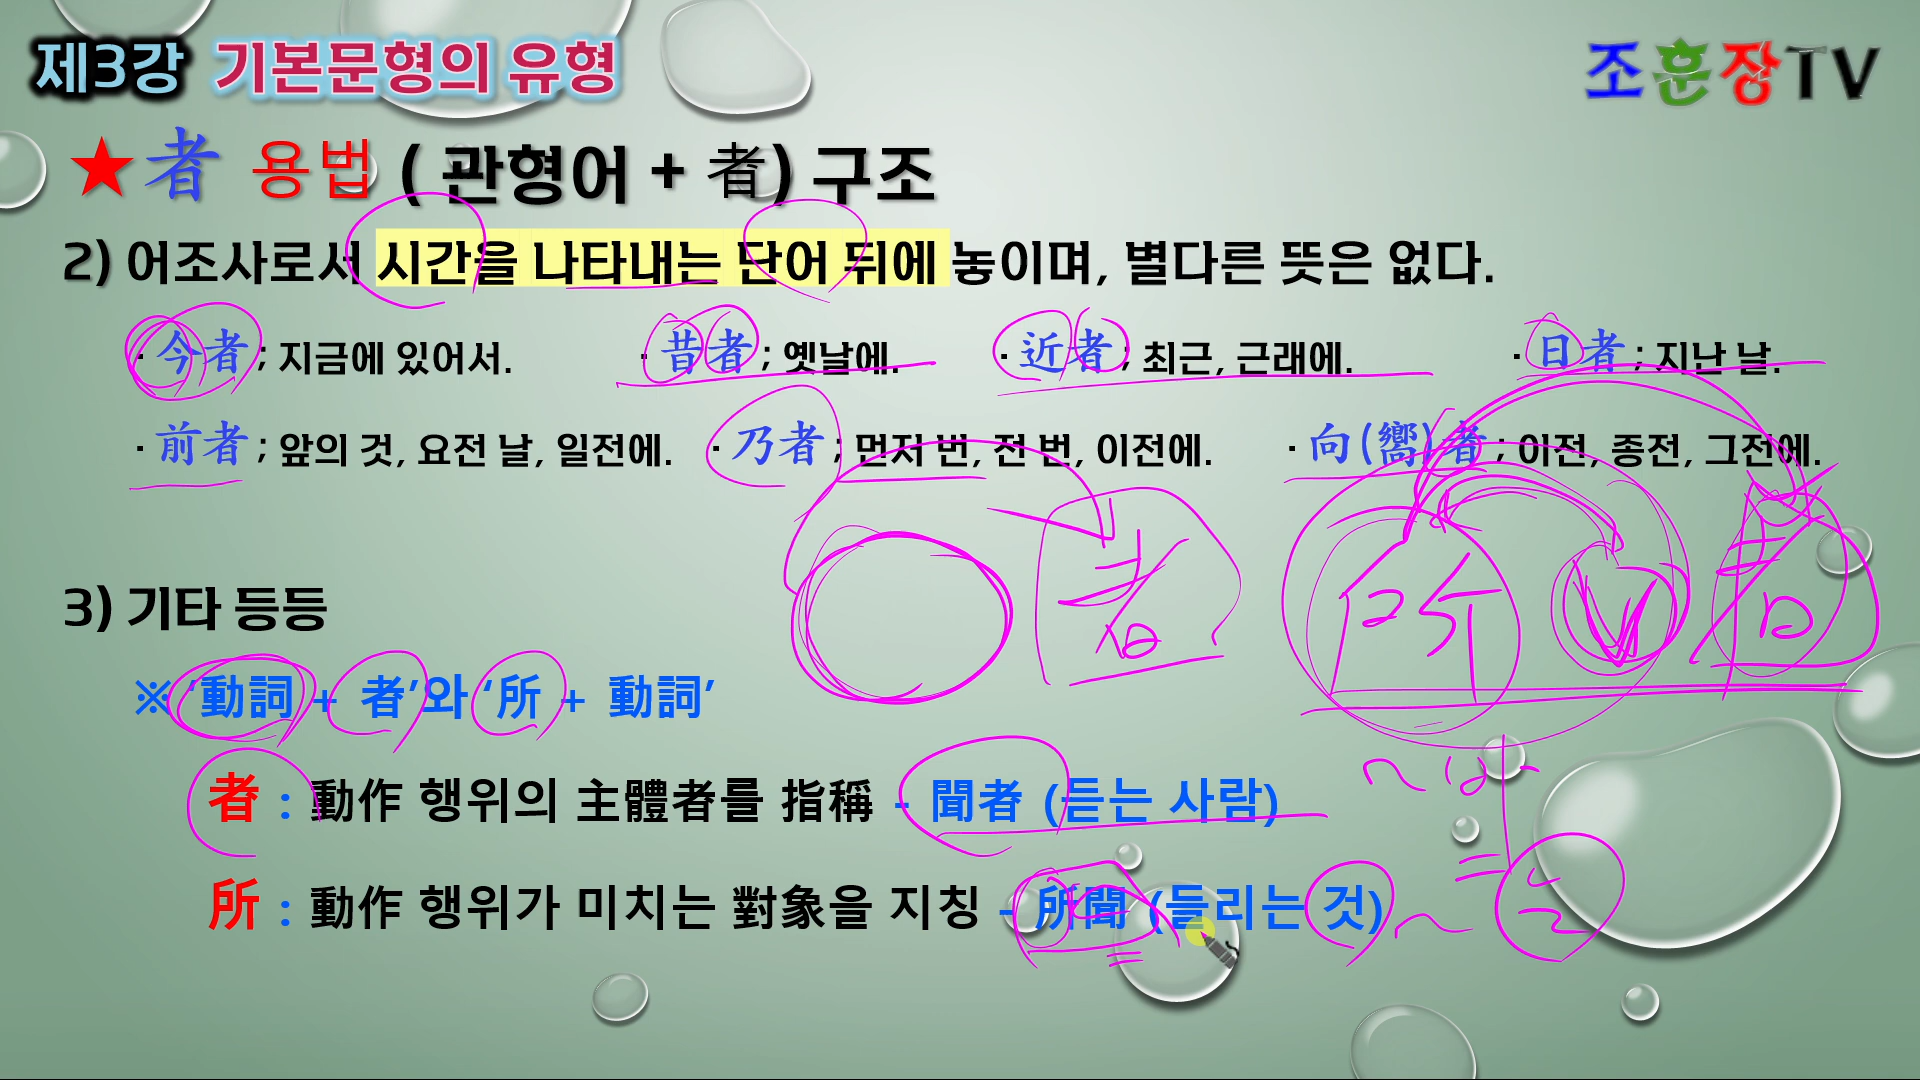 제3강 기본문형의 유형
조훈장TV
★者 용법 ( 관형어 + 者) 구조
2) 어조사로서 시간을 나타내는 단어 뒤에 놓이며, 별다른 뜻은 없다.
· 今者 ; 지금에 있어서. · 昔者 ; 옛날에. · 近者 ; 최근, 근래에. · 日者 ; 지난 날.
· 前者 ; 앞의 것, 요전 날, 일전에. · 乃者 ; 먼저 번, 전 번, 이전에. · 向(嚮)者 ; 이전, 종전, 그전에.
者
所 者
3) 기타 등등
※ ‘動詞 + 者’와 ‘所 + 動詞’
者 : 動作 행위의 主體者를 指稱 - 聞者 (듣는 사람)
所 : 動作 행위가 미치는 對象을 지칭 - 所聞 (들리는 것)